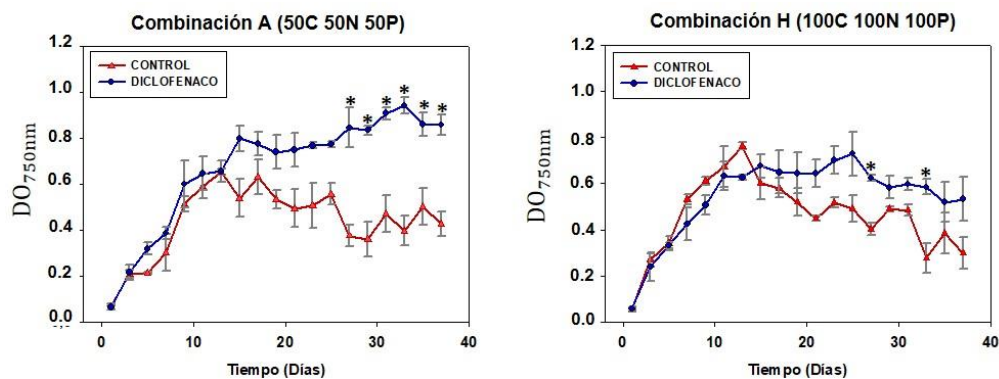 Combinación A (50C 50N 50P)
1.2
1.0
0.8
0.6
0.4
0.2
0.0
DO750nm
CONTROL
DICLOFENACO
* * * * * *
0 10 20 30 40
Tiempo (Días)
Combinación H (100C 100N 100P)
1.2
1.0
0.8
0.6
0.4
0.2
0.0
DO750nm
CONTROL
DICLOFENACO
* *
0 10 20 30 40
Tiempo (Días)